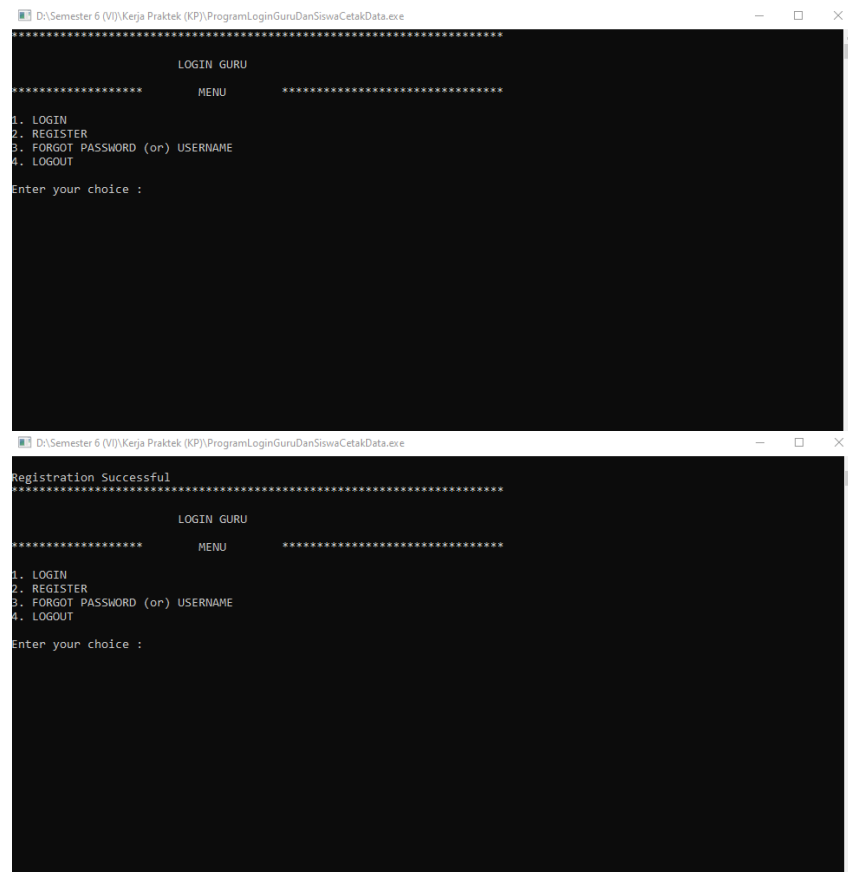 D:\Semester 6 (VI)\Kerja Praktek (KP)\ProgramLoginGuruDanSiswaCetakData.exe
***********************************************************************
LOGIN GURU
******************* MENU ********************************
1. LOGIN
2. REGISTER
3. FORGOT PASSWORD (or) USERNAME
4. LOGOUT
Enter your choice :
D:\Semester 6 (VI)\Kerja Praktek (KP)\ProgramLoginGuruDanSiswaCetakData.exe
Registration Successful
***********************************************************************
LOGIN GURU
******************* MENU ********************************
1. LOGIN
2. REGISTER
3. FORGOT PASSWORD (or) USERNAME
4. LOGOUT
Enter your choice :